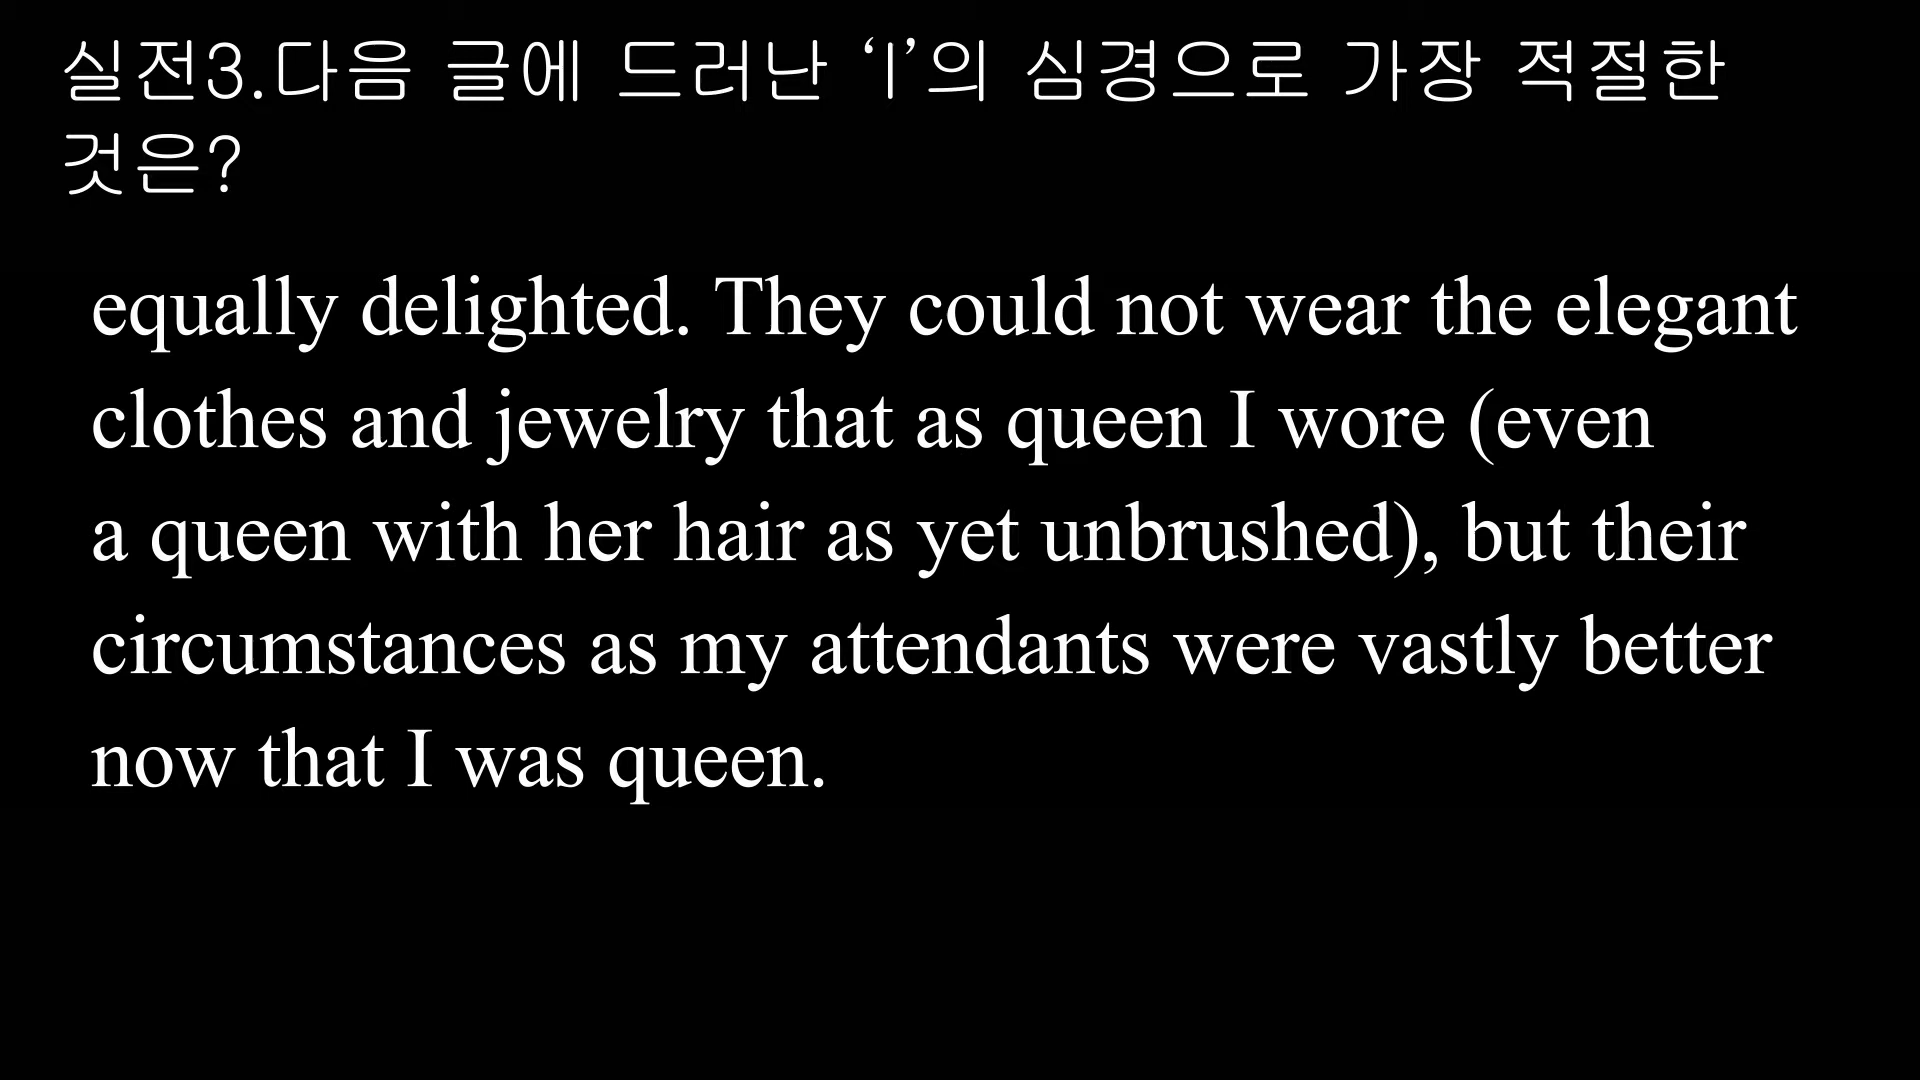 실전3.다음 글에 드러난 ‘I’의 심경으로 가장 적절한
것은?
equally delighted. They could not wear the elegant
clothes and jewelry that as queen I wore (even
a queen with her hair as yet unbrushed), but their
circumstances as my attendants were vastly better
now that I was queen.